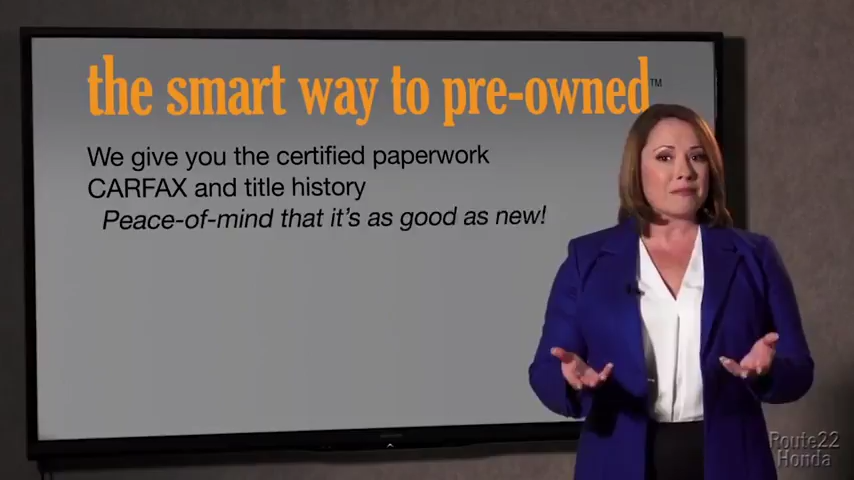 the smart way to pre-owned™
We give you the certified paperwork
CARFAX and title history
Peace-of-mind that it's as good as new!
Route22
Honda